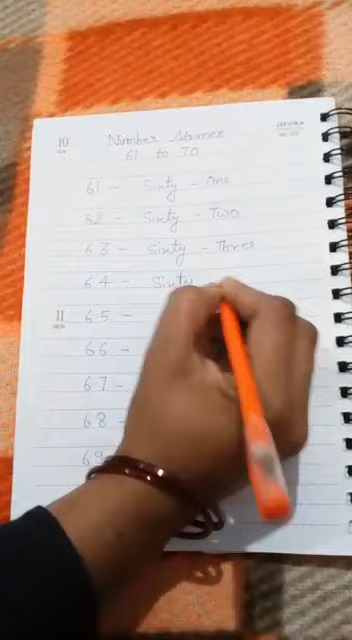 10
Number Names
61 to 70
61 - Sixty - One
62 - Sixty - Two
63 - Sixty - Three
64 - Sixty
11
65 -
66 -
67 -
68 -
69